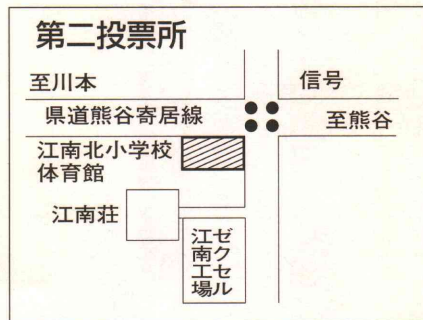 第二投票所
至川本
信号
県道熊谷寄居線
至熊谷
江南北小学校
体育館
江南荘
ゼクセル
江南工場